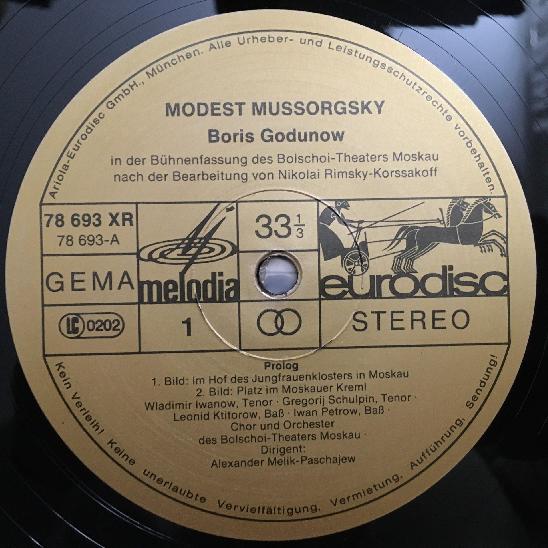 Ariola-Eurodisc GmbH., München. Alle Urheber- und Leistungsschutzrechte vorbehalten.
MODEST MUSSORGSKY
Boris Godunow
in der Bühnenfassung des Bolschoi-Theaters Moskau
nach der Bearbeitung von Nikolai Rimsky-Korssakoff
78 693 XR
78 693-A
33 1/3
GEMA
melodia
eurodisc
LC 0202
1
STEREO
Prolog
1. Bild: Im Hof des Jungfrauenklosters in Moskau
2. Bild: Platz im Moskauer Kreml
Wladimir Iwanow, Tenor · Gregorij Schulpin, Tenor ·
Leonid Ktitorow, Baß · Iwan Petrow, Baß ·
Chor und Orchester
des Bolschoi-Theaters Moskau ·
Dirigent:
Alexander Melik-Paschajew
Kein Verleih! Keine unerlaubte Vervielfältigung, Vermietung, Aufführung, Sendung!